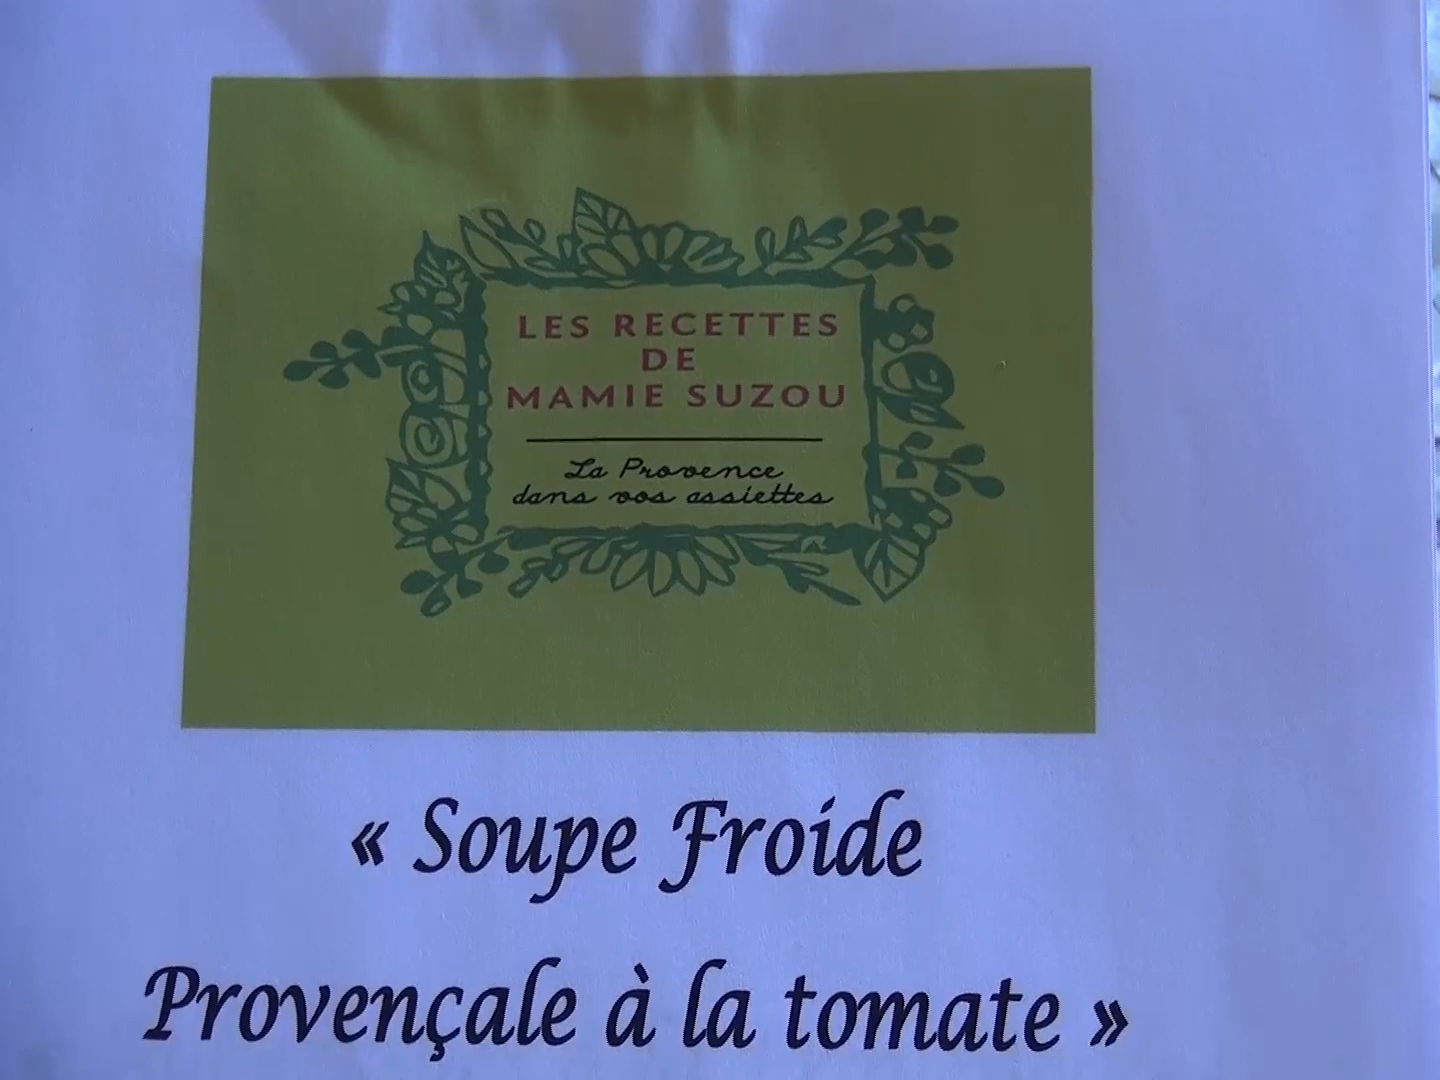 LES RECETTES
DE
MAMIE SUZOU
La Provence
dans vos assiettes
« Soupe Froide
Provençale à la tomate »